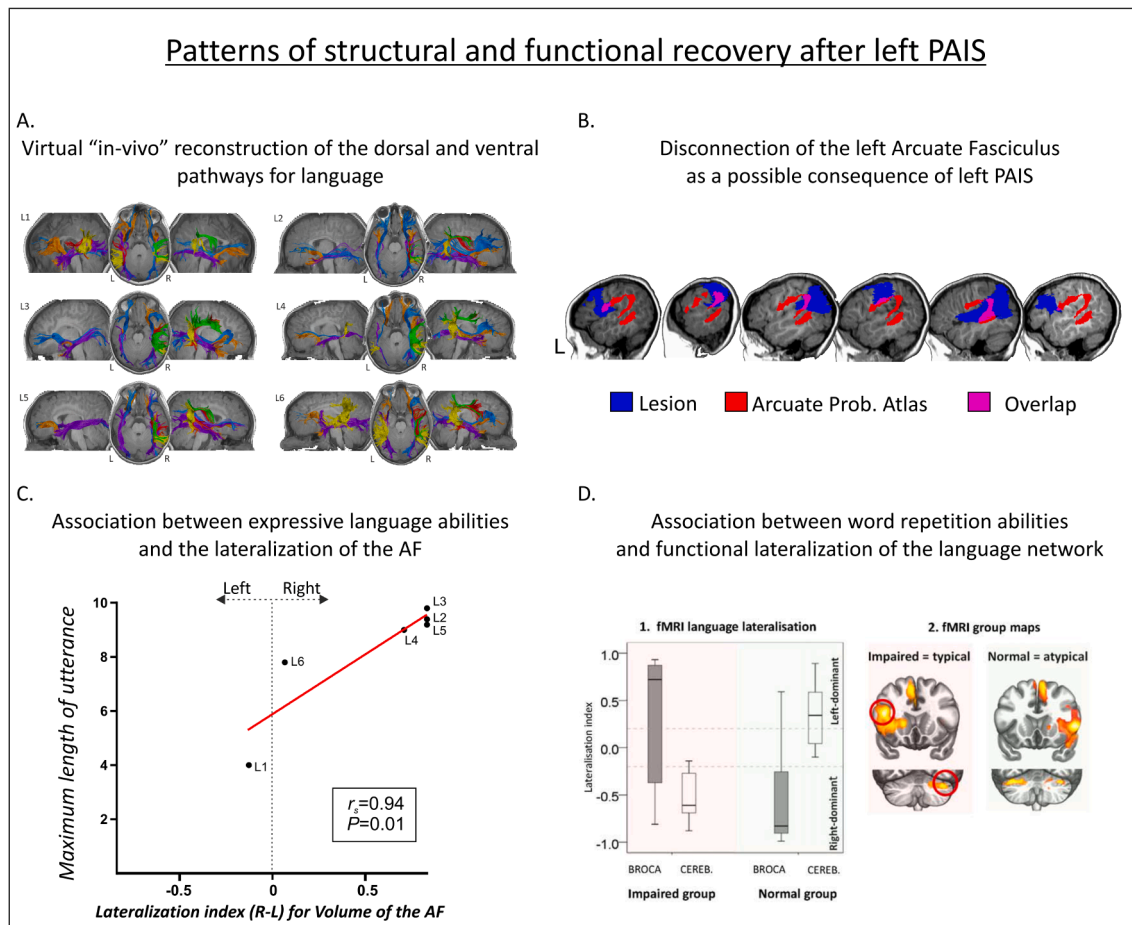 Patterns of structural and functional recovery after left PAIS
A.
Virtual “in-vivo” reconstruction of the dorsal and ventral
pathways for language
L1
L R
L2
L R
L3
L R
L4
L R
L5
L R
L6
L R
B.
Disconnection of the left Arcuate Fasciculus
as a possible consequence of left PAIS
L
Lesion Arcuate Prob. Atlas Overlap
C.
Association between expressive language abilities
and the lateralization of the AF
Left Right
Maximum length of utterance
10
8
6
4
2
L3
L2
L5
L4
L6
L1
rs=0.94
P=0.01
-0.5 0 0.5
Lateralization index (R-L) for Volume of the AF
D.
Association between word repetition abilities
and functional lateralization of the language network
1. fMRI language lateralisation
Lateralisation index
1.0
0.5
0.0
-0.5
-1.0
Left-dominant
Right-dominant
BROCA CEREB. BROCA CEREB.
Impaired group Normal group
2. fMRI group maps
Impaired = typical Normal = atypical